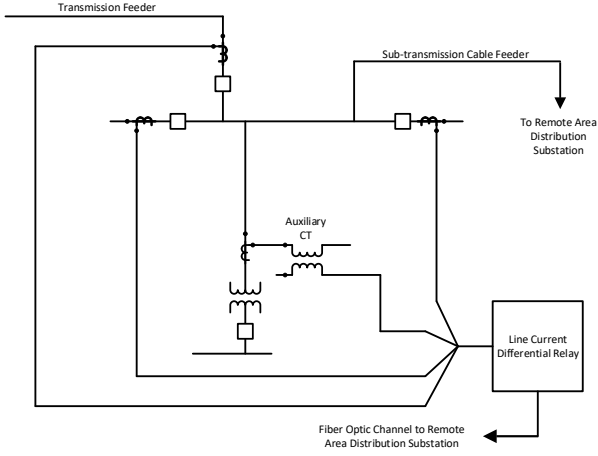 Transmission Feeder
Sub-transmission Cable Feeder
To Remote Area
Distribution
Substation
Auxiliary
CT
Line Current
Differential Relay
Fiber Optic Channel to Remote
Area Distribution Substation